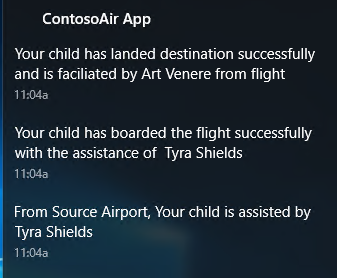 ContosoAir App
Your child has landed destination successfully
and is faciliated by Art Venere from flight
11:04a
Your child has boarded the flight successfully
with the assistance of  Tyra Shields
11:04a
From Source Airport, Your child is assisted by
Tyra Shields
11:04a